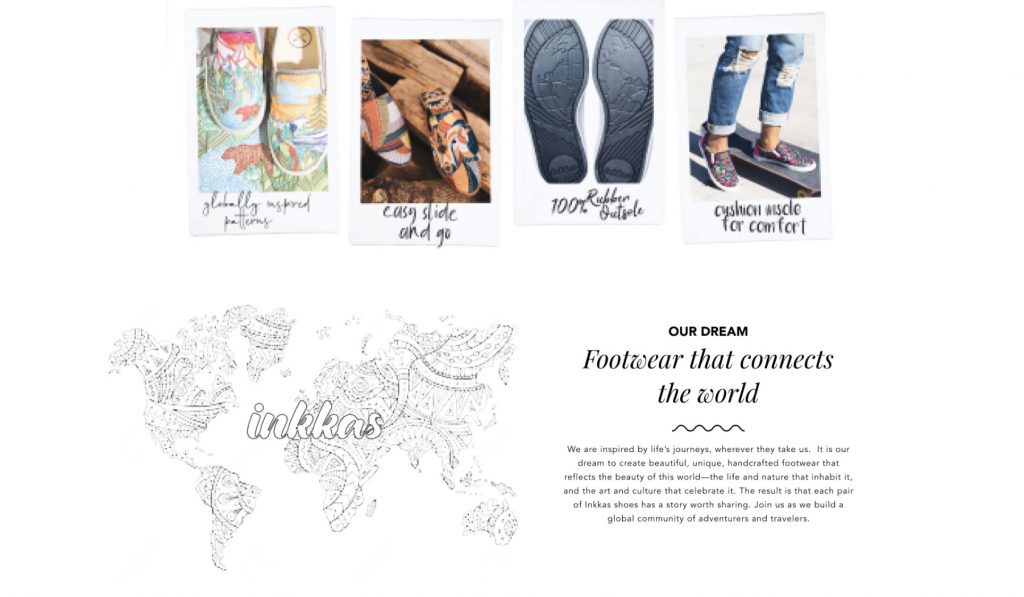 globally inspired
patterns
easy slide
and go
100% Rubber
Outsole
cushion insole
for comfort
inkkas
OUR DREAM
Footwear that connects
the world
We are inspired by life's journeys, wherever they take us. It is our
dream to create beautiful, unique, handcrafted footwear that
reflects the beauty of this world—the life and nature that inhabit it,
and the art and culture that celebrate it. The result is that each pair
of Inkkas shoes has a story worth sharing. Join us as we build a
global community of adventurers and travelers.